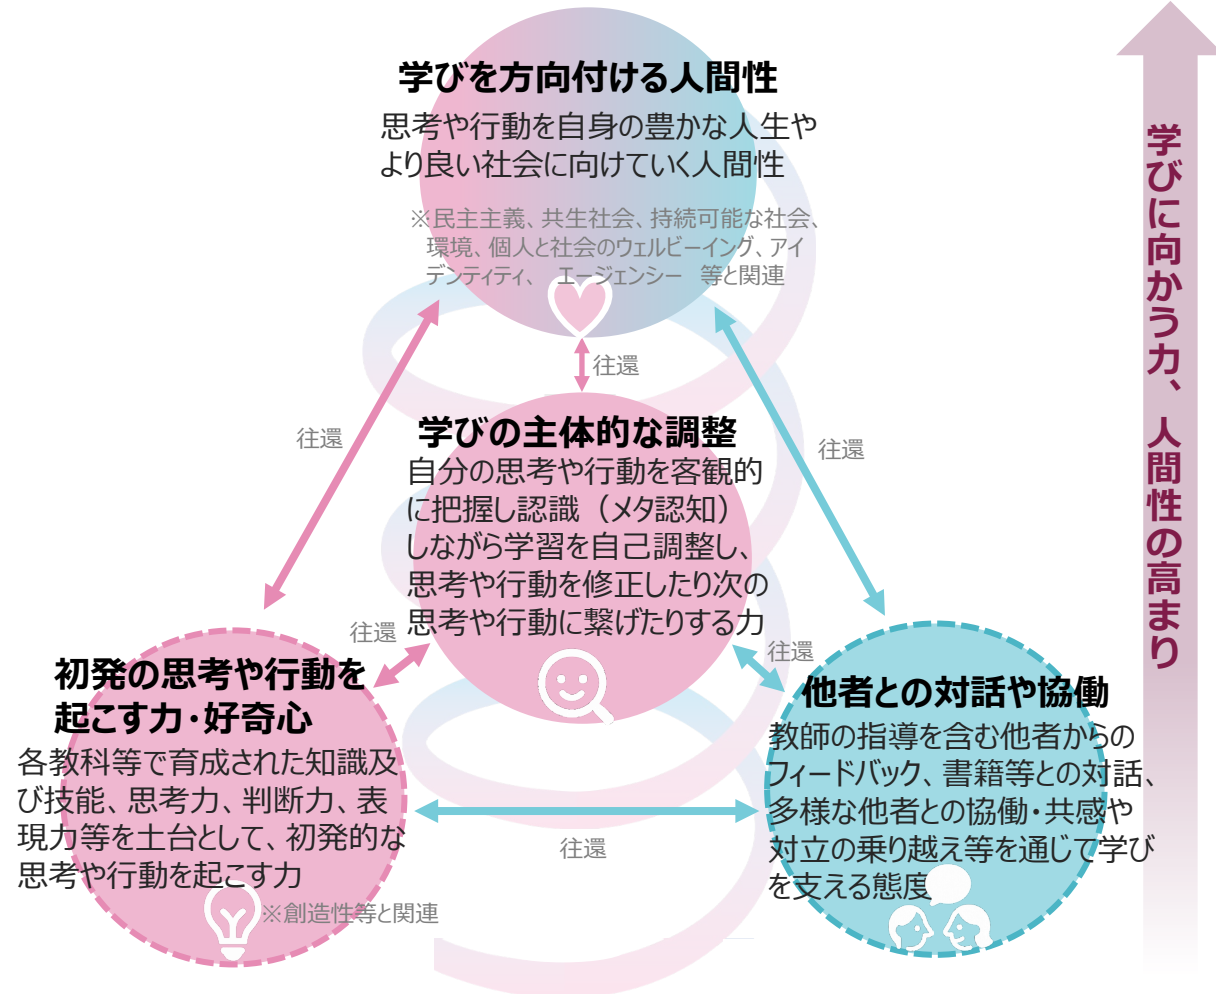 学びを方向付ける人間性
思考や行動を自身の豊かな人生や
より良い社会に向けていく人間性
※民主主義、共生社会、持続可能な社会、
環境、個人と社会のウェルビーイング、アイ
デンティティ、　エージェンシー　等と関連
往還
学びの主体的な調整
自分の思考や行動を客観的
に把握し認識（メタ認知）
しながら学習を自己調整し、
思考や行動を修正したり次の
思考や行動に繋げたりする力
往還
往還
往還
往還
初発の思考や行動を
起こす力・好奇心
各教科等で育成された知識及
び技能、思考力、判断力、表
現力等を土台として、初発的な
思考や行動を起こす力
※創造性等と関連
往還
他者との対話や協働
教師の指導を含む他者からの
フィードバック、書籍等との対話、
多様な他者との協働・共感や
対立の乗り越え等を通じて学び
を支える態度
学びに向かう力、人間性の高まり